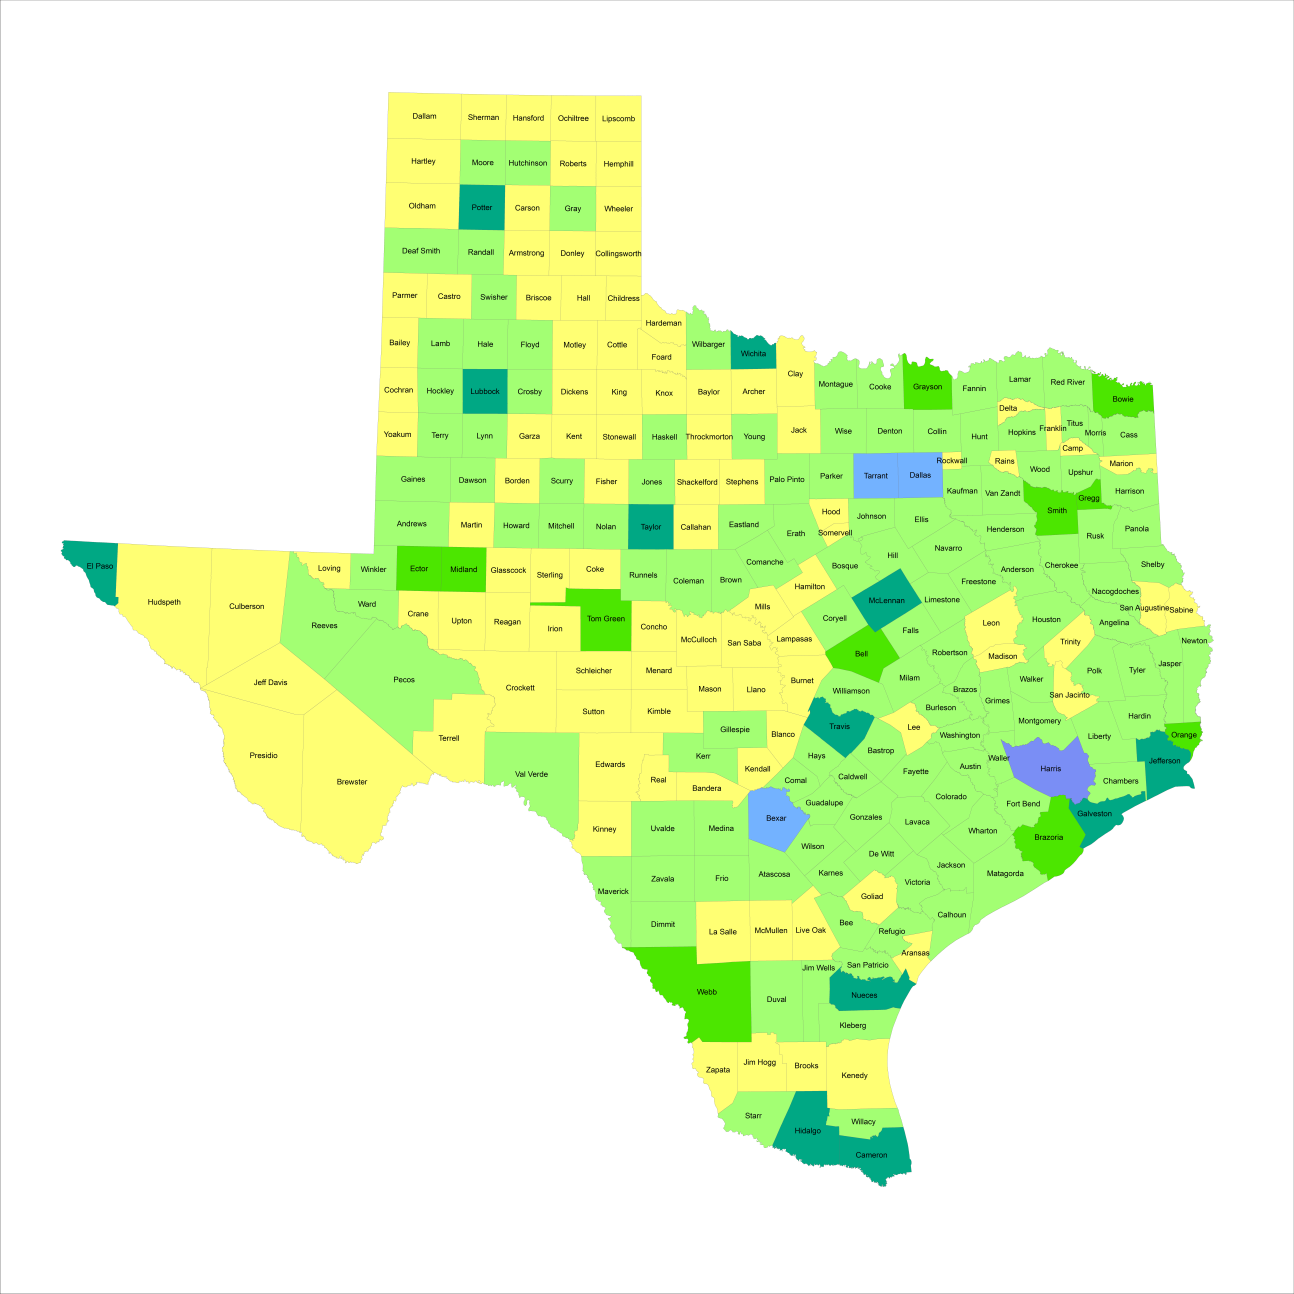 Dallam Sherman Hansford Ochiltree Lipscomb
Hartley Moore Hutchinson Roberts Hemphill
Oldham Potter Carson Gray Wheeler
Deaf Smith Randall Armstrong Donley Collingsworth
Parmer Castro Swisher Briscoe Hall Childress
Hardeman
Bailey Lamb Hale Floyd Motley Cottle Foard Wilbarger Wichita
Clay
Cochran Hockley Lubbock Crosby Dickens King Knox Baylor Archer Montague Cooke Grayson Fannin Lamar Red River Bowie
Delta
Yoakum Terry Lynn Garza Kent Stonewall Haskell Throckmorton Young Jack Wise Denton Collin Hunt Hopkins Franklin Titus Morris Cass
Camp
Rockwall Rains Marion
Gaines Dawson Borden Scurry Fisher Jones Shackelford Stephens Palo Pinto Parker Tarrant Dallas Kaufman Van Zandt Wood Upshur Harrison
Smith Gregg
Andrews Martin Howard Mitchell Nolan Taylor Callahan Eastland Erath Hood Somervell Johnson Ellis Henderson Rusk Panola
El Paso Hudspeth Culberson Loving Winkler Ector Midland Glasscock Sterling Coke Runnels Coleman Brown Comanche Bosque Hill Navarro Anderson Cherokee Shelby
Reeves Ward Crane Upton Reagan Irion Tom Green Concho McCulloch San Saba Mills Hamilton Coryell McLennan Limestone Freestone Nacogdoches San Augustine Sabine
Lampasas Falls Leon Houston Angelina
Trinity
Jeff Davis Pecos Crockett Schleicher Menard Bell Robertson Madison Polk Tyler Jasper Newton
Sutton Kimble Mason Llano Burnet Williamson Milam Brazos Grimes Walker San Jacinto
Presidio Brewster Terrell Gillespie Blanco Travis Lee Burleson Washington Montgomery Liberty Hardin Orange
Val Verde Edwards Kerr Kendall Hays Bastrop Fayette Austin Waller Harris Chambers Jefferson
Real Bandera Comal Caldwell
Kinney Uvalde Medina Bexar Guadalupe Gonzales Lavaca Colorado Wharton Fort Bend Brazoria Galveston
Wilson
Maverick Zavala Frio Atascosa Karnes De Witt Victoria Jackson Matagorda
Goliad
Dimmit La Salle McMullen Live Oak Bee Refugio Calhoun
Aransas
Webb Duval Jim Wells San Patricio
Nueces
Kleberg
Zapata Jim Hogg Brooks Kenedy
Starr Hidalgo Willacy
Cameron